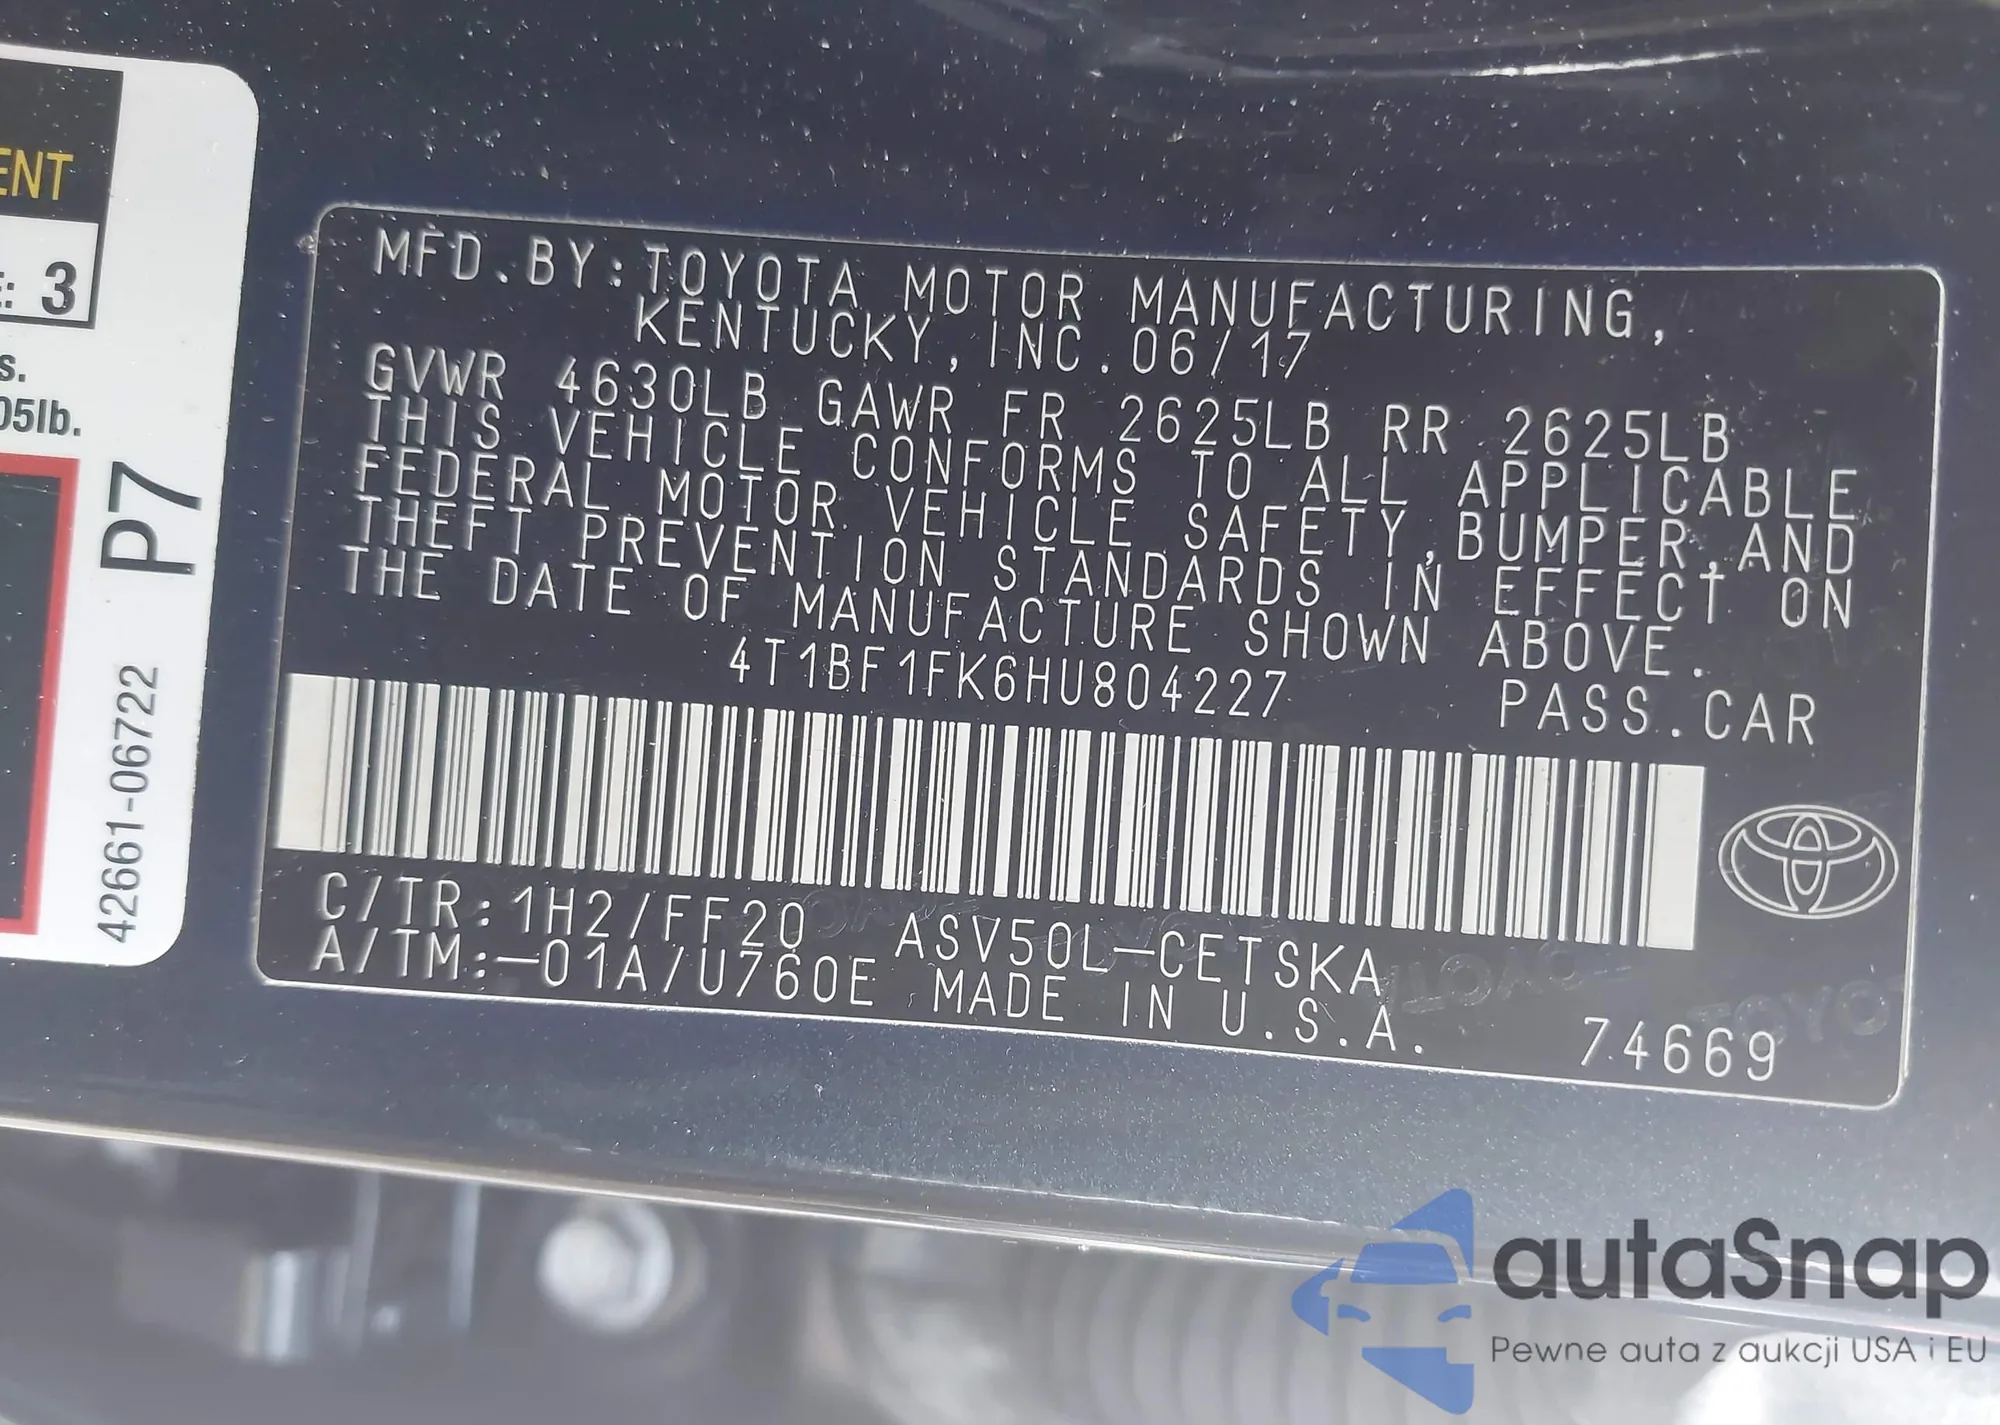 ENT
E: 3
s.
05lb.
P7
42661-06722
MFD.BY:TOYOTA MOTOR MANUFACTURING,
KENTUCKY,INC.06/17
GVWR 4630LB GAWR FR 2625LB RR 2625LB
THIS VEHICLE CONFORMS TO ALL APPLICABLE
FEDERAL MOTOR VEHICLE SAFETY,BUMPER,AND
THEFT PREVENTION STANDARDS IN EFFECT ON
THE DATE OF MANUFACTURE SHOWN ABOVE.
4T1BF1FK6HU804227 PASS.CAR
C/TR:1H2/FF20 ASV50L-CETSKA
A/TM:-01A/U760E MADE IN U.S.A. 74669
autaSnap
Pewne auta z aukcji USA i EU